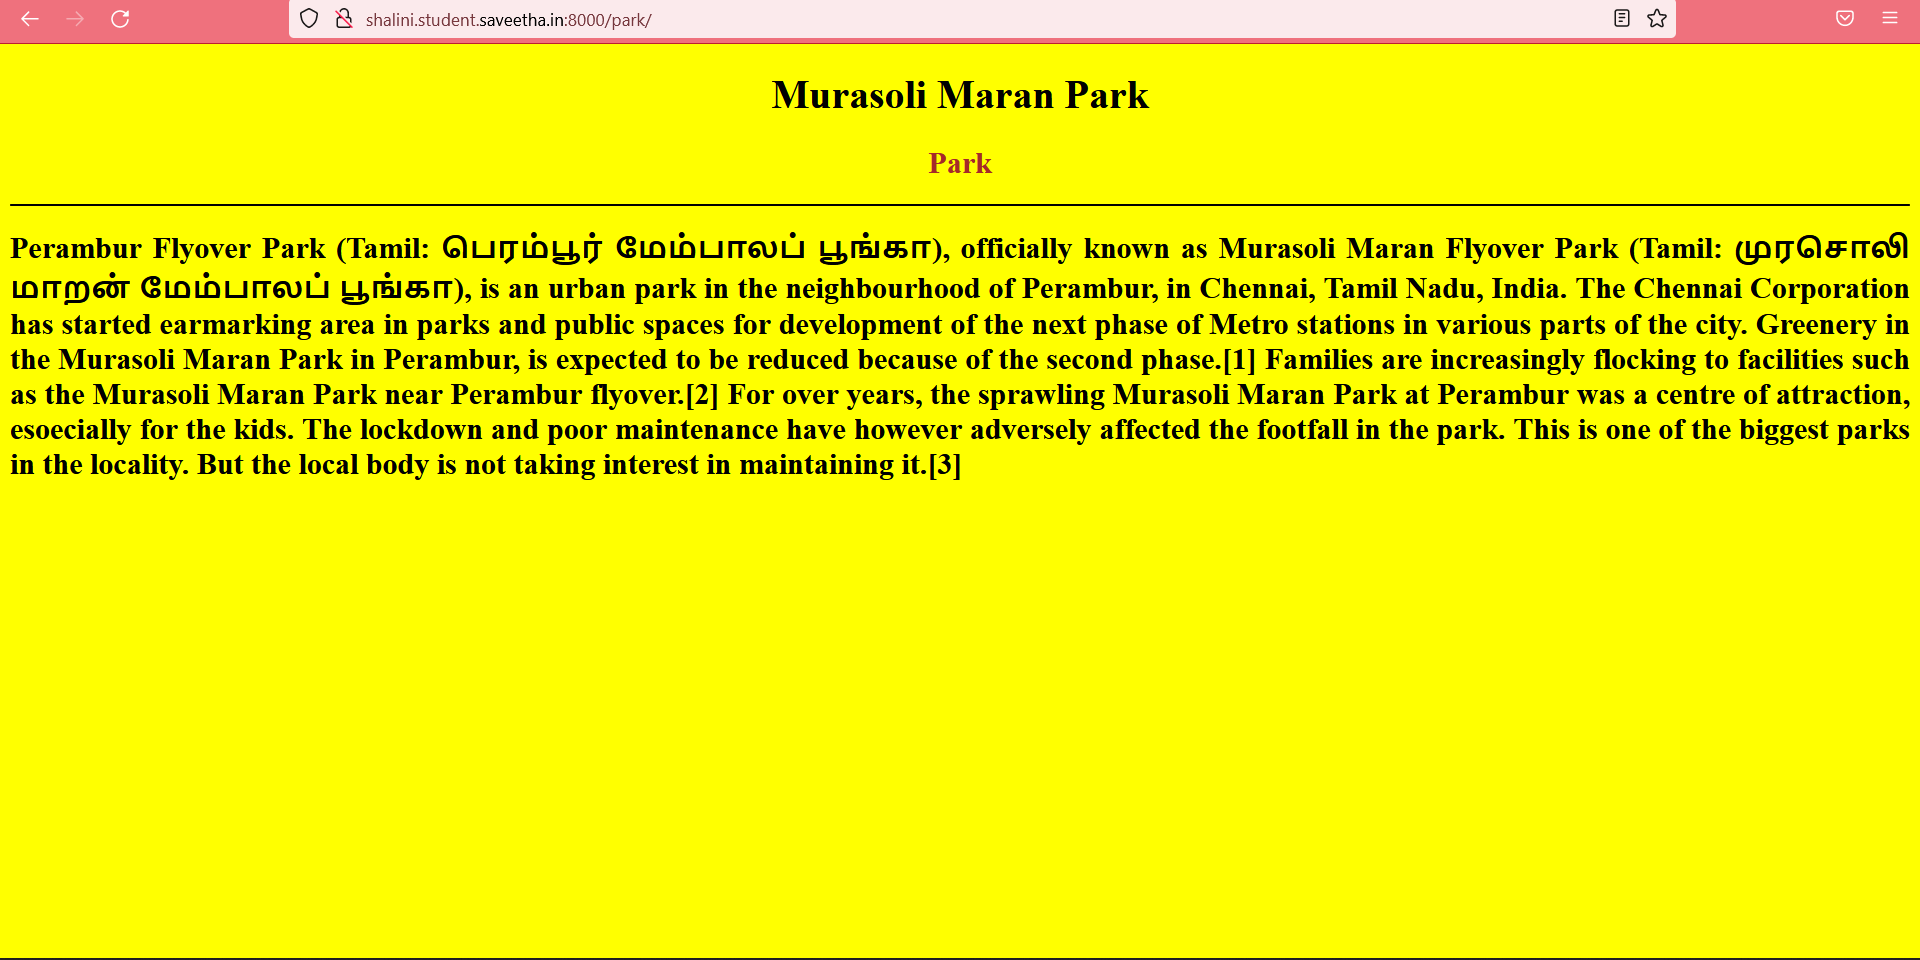 shalini.student.saveetha.in:8000/park/
Murasoli Maran Park
Park
Perambur Flyover Park (Tamil: பெரம்பூர் மேம்பாலப் பூங்கா), officially known as Murasoli Maran Flyover Park (Tamil: முரசொலி
மாறன் மேம்பாலப் பூங்கா), is an urban park in the neighbourhood of Perambur, in Chennai, Tamil Nadu, India. The Chennai Corporation
has started earmarking area in parks and public spaces for development of the next phase of Metro stations in various parts of the city. Greenery in
the Murasoli Maran Park in Perambur, is expected to be reduced because of the second phase.[1] Families are increasingly flocking to facilities such
as the Murasoli Maran Park near Perambur flyover.[2] For over years, the sprawling Murasoli Maran Park at Perambur was a centre of attraction,
esoecially for the kids. The lockdown and poor maintenance have however adversely affected the footfall in the park. This is one of the biggest parks
in the locality. But the local body is not taking interest in maintaining it.[3]